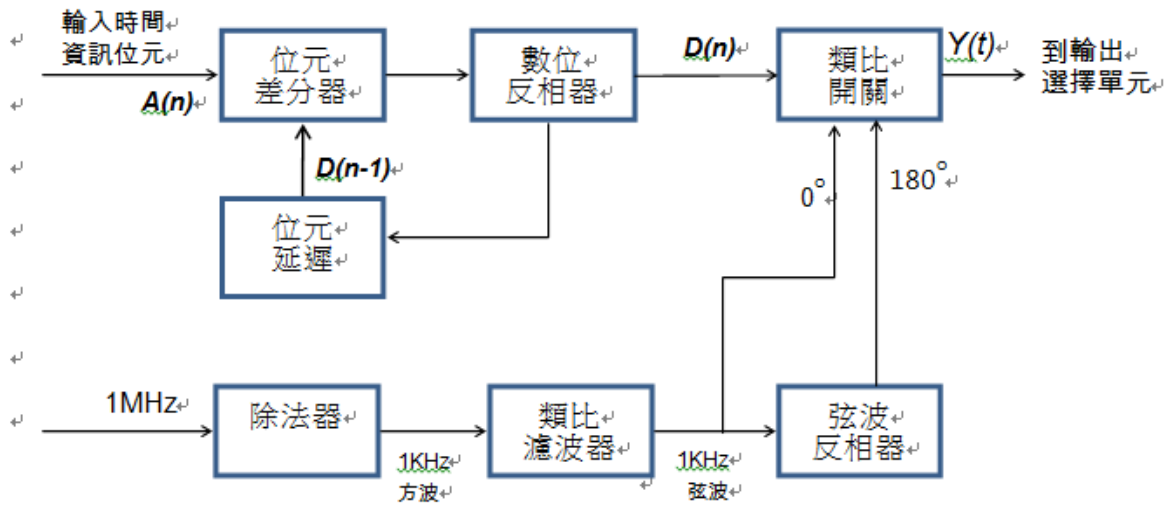 輸入時間
資訊位元
A(n)
位元
差分器
數位
反相器
D(n)
類比
開關
Y(t)
到輸出
選擇單元
D(n-1)
位元
延遲
0°
180°
1MHz
除法器
1KHz
方波
類比
濾波器
1KHz
弦波
弦波
反相器